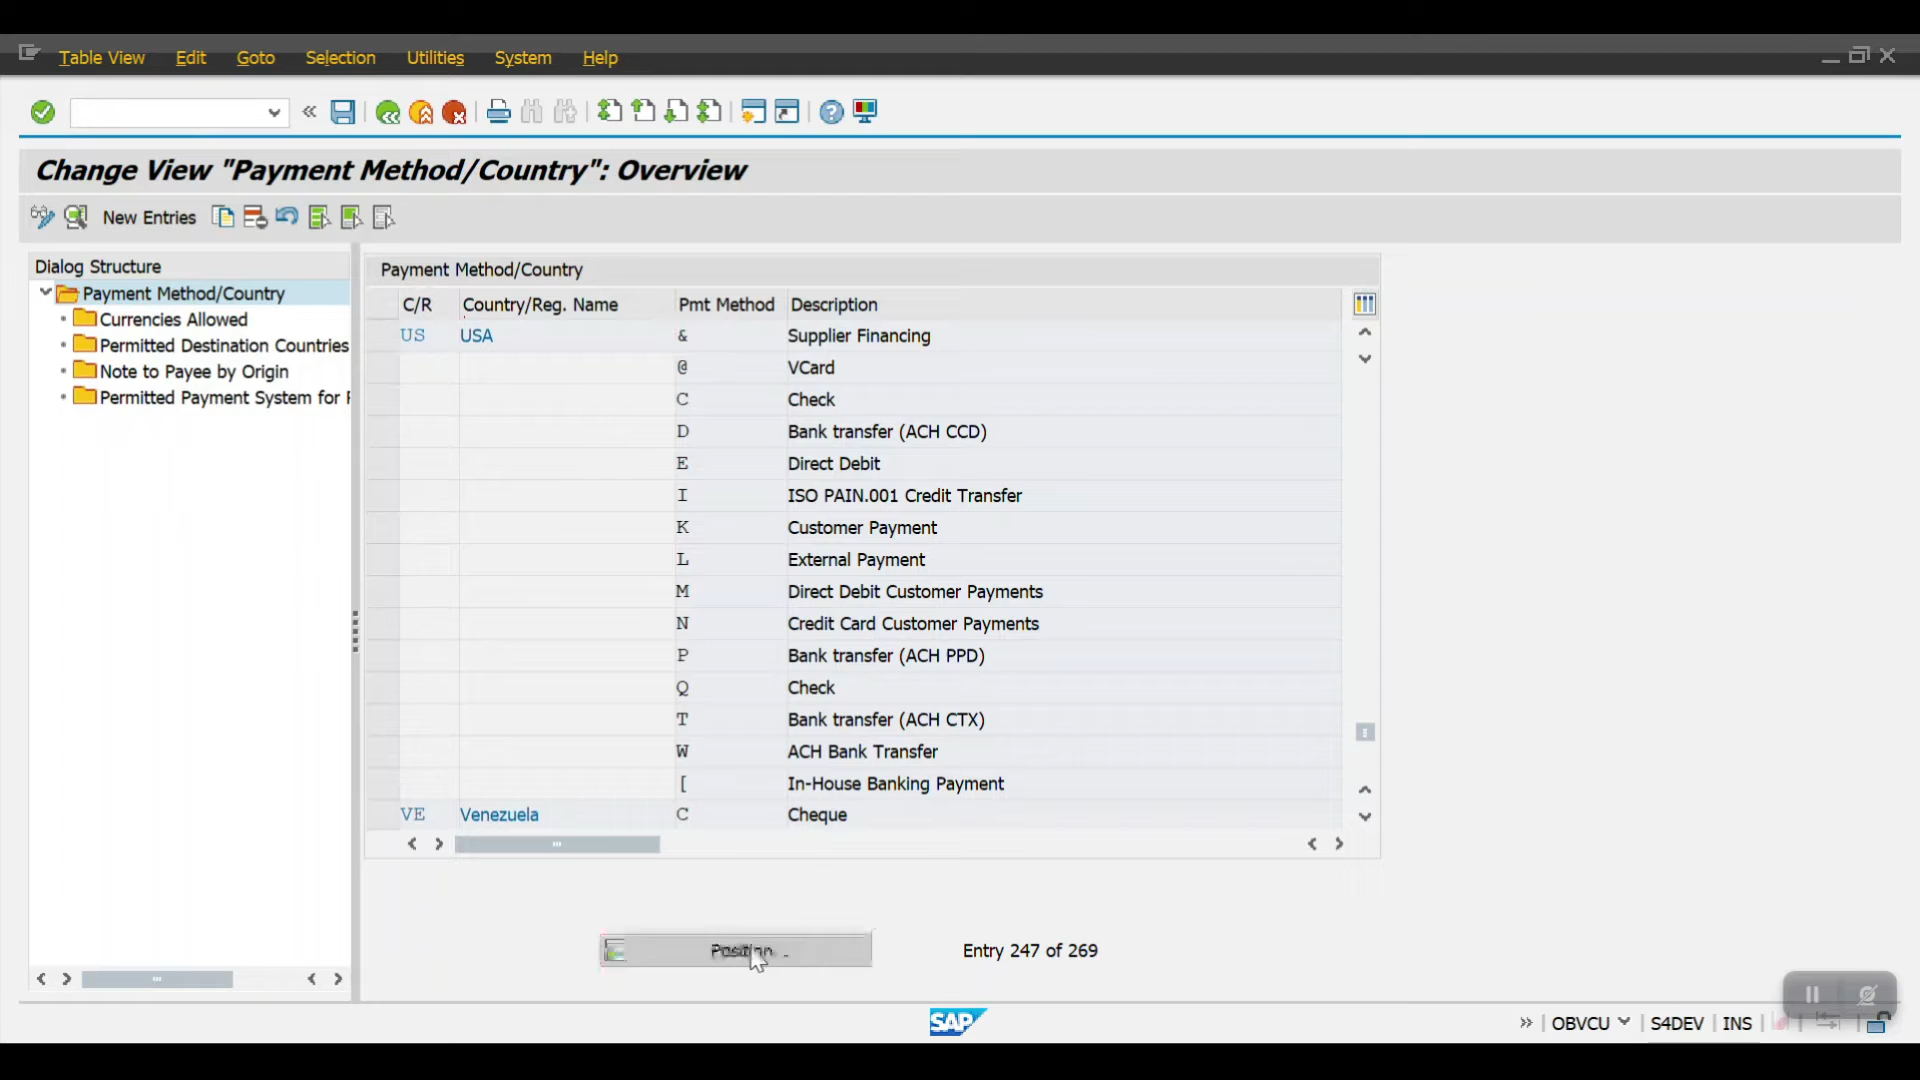 Table View Edit Goto Selection Utilities System Help
Change View "Payment Method/Country": Overview
New Entries
Dialog Structure
Payment Method/Country
Currencies Allowed
Permitted Destination Countries
Note to Payee by Origin
Permitted Payment System for
Payment Method/Country
C/R Country/Reg. Name Pmt Method Description
US USA & Supplier Financing
@ VCard
C Check
D Bank transfer (ACH CCD)
E Direct Debit
I ISO PAIN.001 Credit Transfer
K Customer Payment
L External Payment
M Direct Debit Customer Payments
N Credit Card Customer Payments
P Bank transfer (ACH PPD)
Q Check
T Bank transfer (ACH CTX)
W ACH Bank Transfer
[ In-House Banking Payment
VE Venezuela C Cheque
Position...
Entry 247 of 269
SAP
OBVCU S4DEV INS